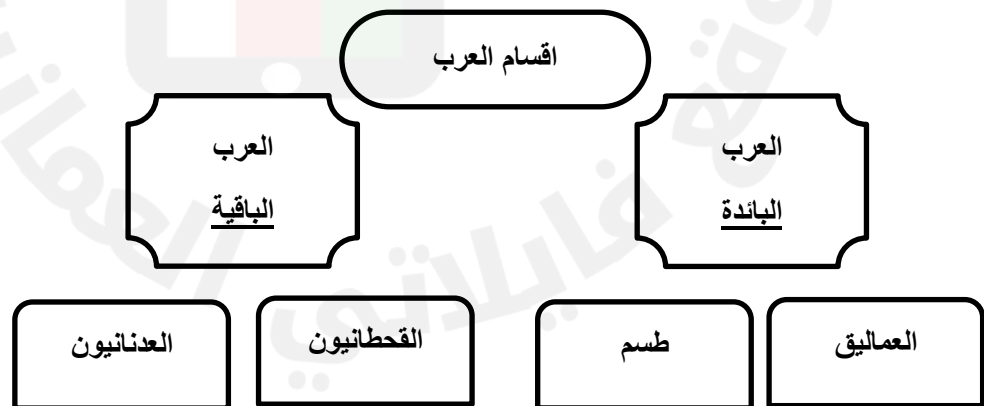 اقسام العرب
العرب
البائدة
العرب
الباقية
العماليق
طسم
القحطانيون
العدنانيون